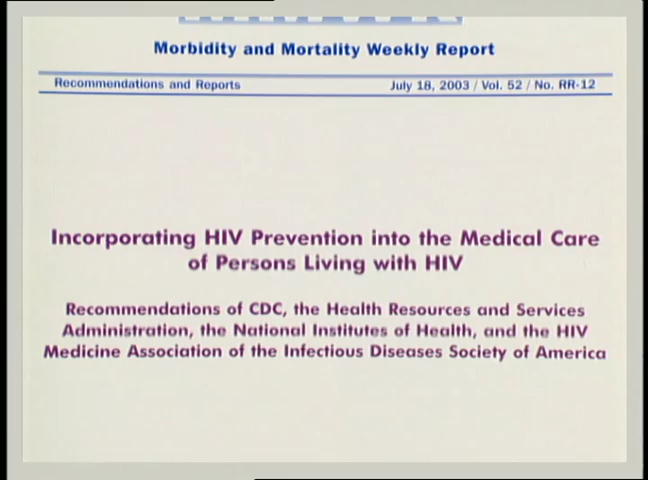 Morbidity and Mortality Weekly Report
Recommendations and Reports July 18, 2003 / Vol. 52 / No. RR-12
Incorporating HIV Prevention into the Medical Care
of Persons Living with HIV
Recommendations of CDC, the Health Resources and Services
Administration, the National Institutes of Health, and the HIV
Medicine Association of the Infectious Diseases Society of America